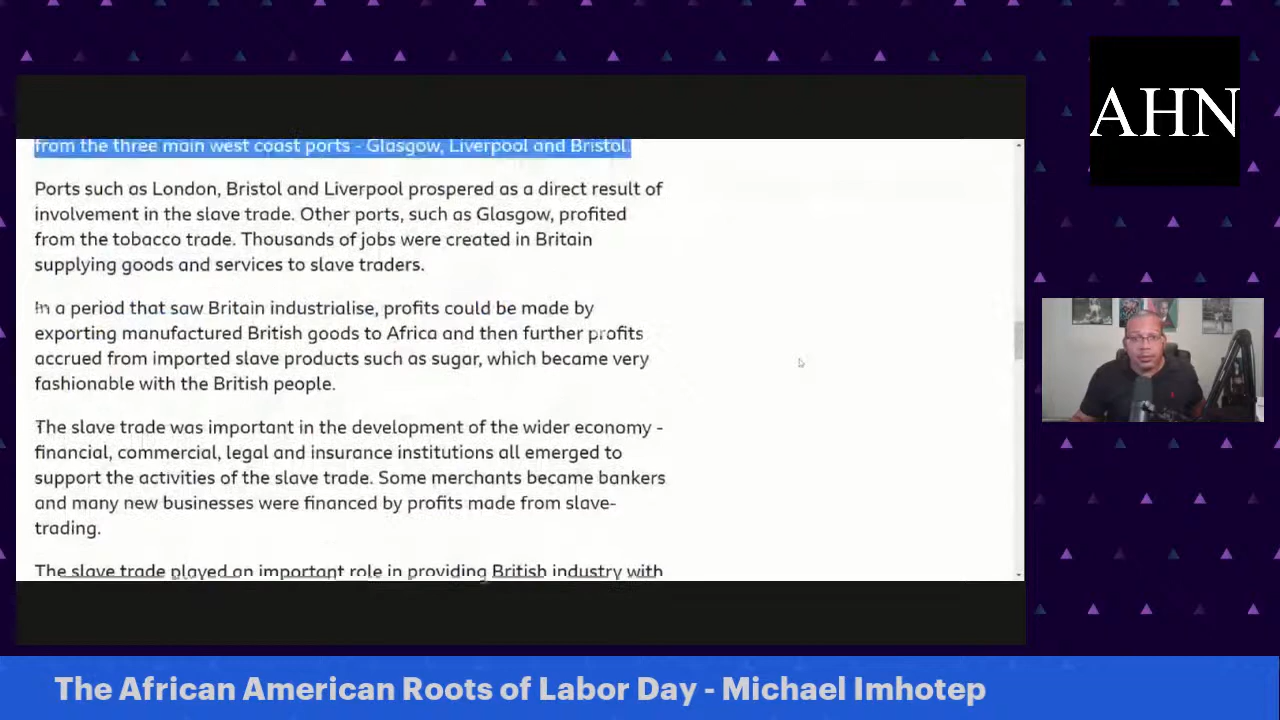 from the three main west coast ports - Glasgow, Liverpool and Bristol.
Ports such as London, Bristol and Liverpool prospered as a direct result of
involvement in the slave trade. Other ports, such as Glasgow, profited
from the tobacco trade. Thousands of jobs were created in Britain
supplying goods and services to slave traders.
In a period that saw Britain industrialise, profits could be made by
exporting manufactured British goods to Africa and then further profits
accrued from imported slave products such as sugar, which became very
fashionable with the British people.
The slave trade was important in the development of the wider economy -
financial, commercial, legal and insurance institutions all emerged to
support the activities of the slave trade. Some merchants became bankers
and many new businesses were financed by profits made from slave-
trading.
The slave trade played an important role in providing British industry with
AHN
The African American Roots of Labor Day - Michael Imhotep